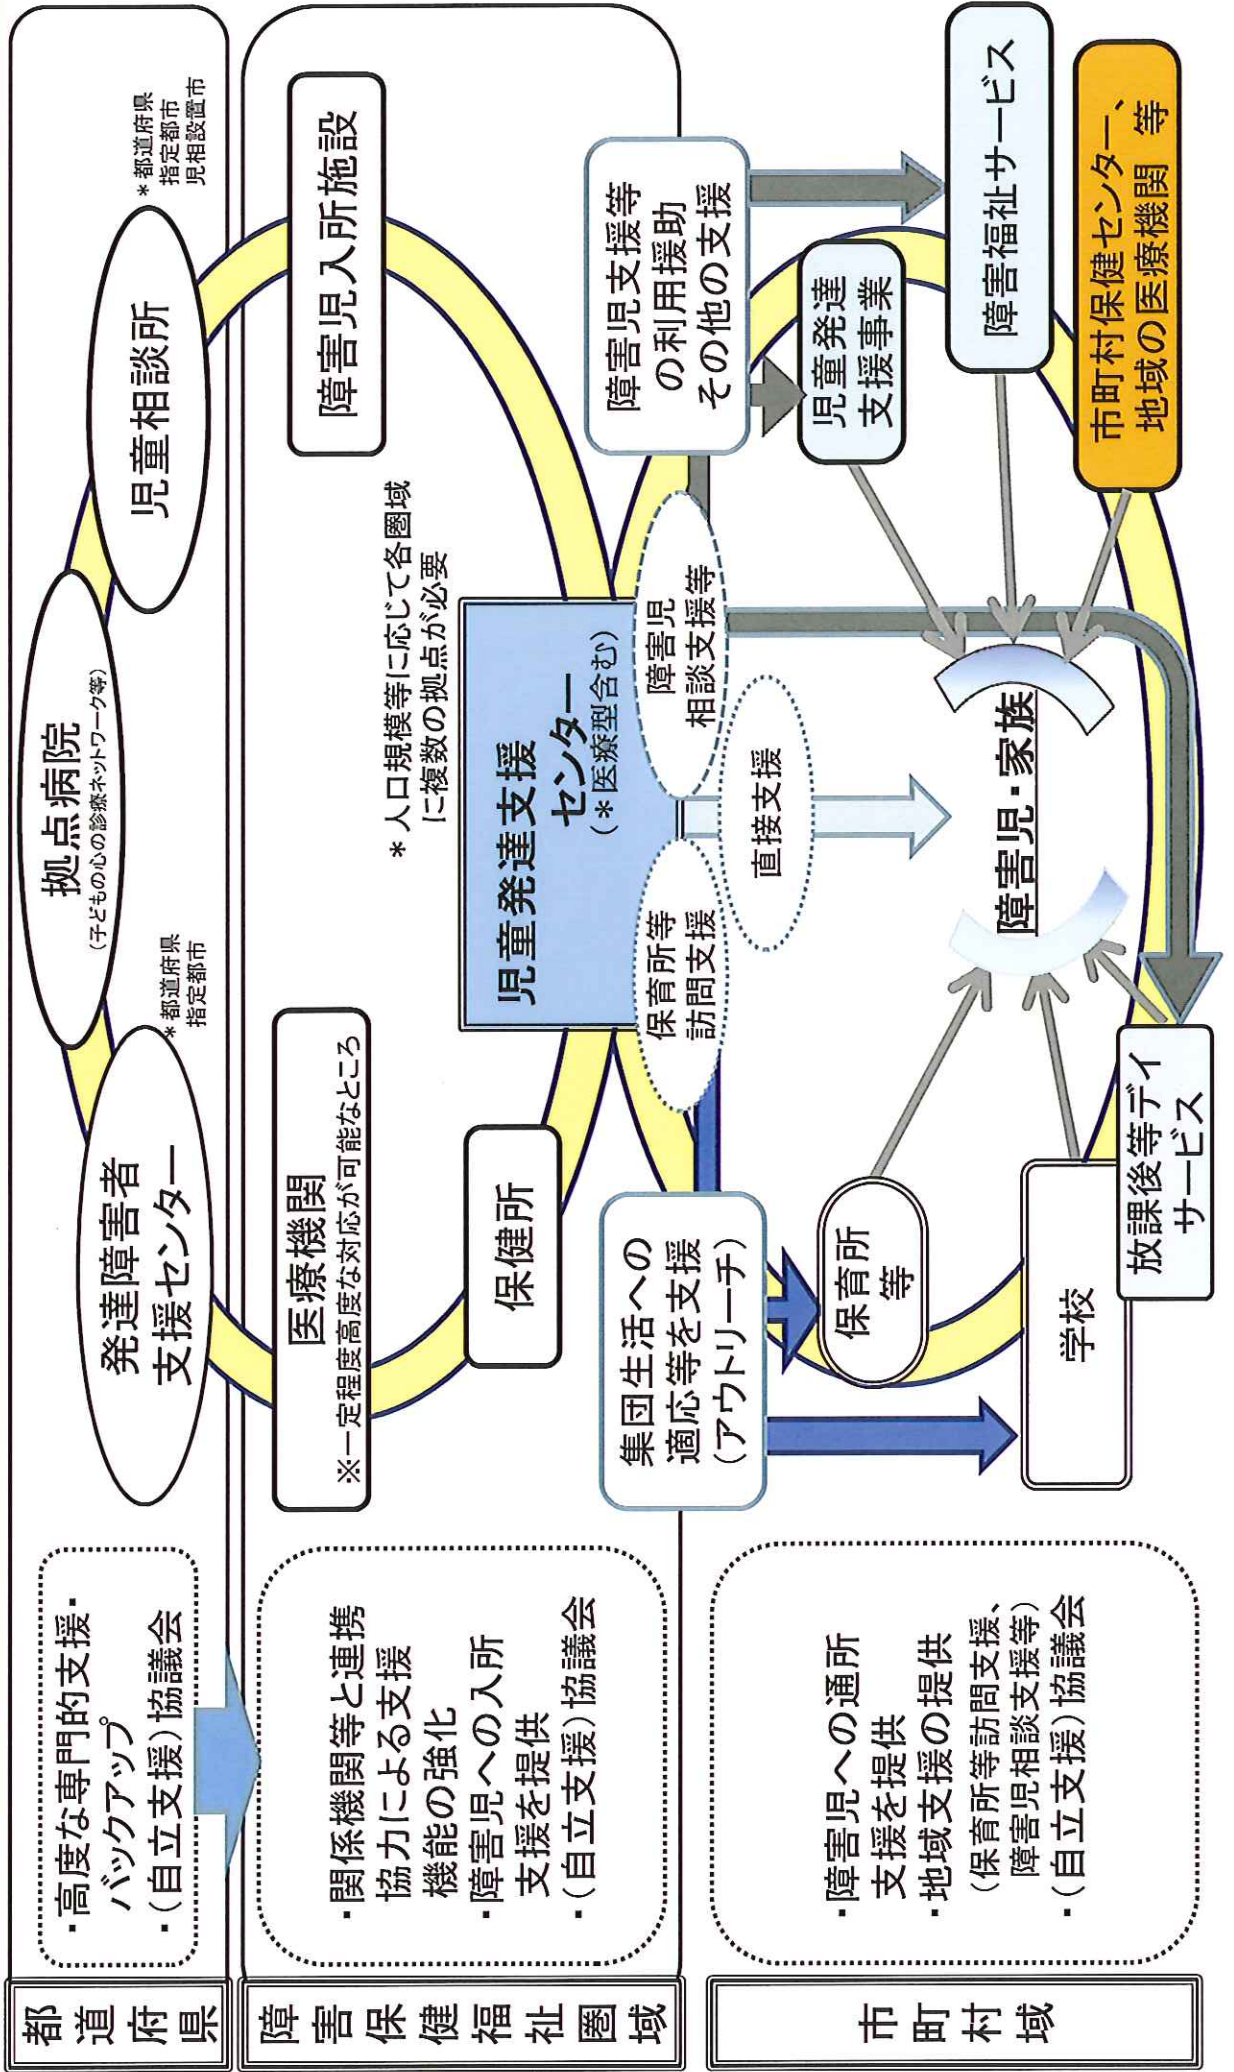 都道府県
・高度な専門的支援・
バックアップ
・(自立支援)協議会
発達障害者
支援センター
*都道府県
指定都市
拠点病院
(子どもの心の診療ネットワーク等)
児童相談所
*都道府県
指定都市
児相設置市
障害保健福祉圏域
・関係機関等と連携
協力による支援
機能の強化
・障害児への入所
支援を提供
・(自立支援)協議会
医療機関
※一定程度高度な対応が可能なところ
保健所
障害児入所施設
*人口規模等に応じて各圏域
に複数の拠点が必要
児童発達支援
センター
(*医療型含む)
保育所等
訪問支援
障害児
相談支援等
直接支援
集団生活への
適応等を支援
(アウトリーチ)
障害児支援等
の利用援助
その他の支援
市町村域
・障害児への通所
支援を提供
・地域支援の提供
(保育所等訪問支援、
障害児相談支援等)
・(自立支援)協議会
保育所
等
学校
放課後等デイ
サービス
障害児・家族
児童発達
支援事業
障害福祉サービス
市町村保健センター、
地域の医療機関 等